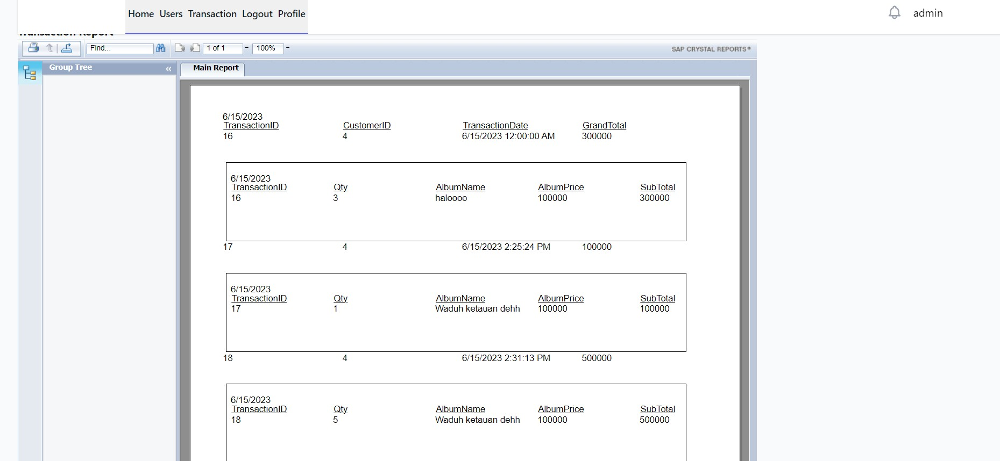 Home Users Transaction Logout Profile
admin
Transaction Report
Find...
1 of 1
100%
SAP CRYSTAL REPORTS®
Group Tree
«
Main Report
6/15/2023
TransactionID CustomerID TransactionDate GrandTotal
16 4 6/15/2023 12:00:00 AM 300000
6/15/2023
TransactionID Qty AlbumName AlbumPrice SubTotal
16 3 haloooo 100000 300000
17 4 6/15/2023 2:25:24 PM 100000
6/15/2023
TransactionID Qty AlbumName AlbumPrice SubTotal
17 1 Waduh ketauan dehh 100000 100000
18 4 6/15/2023 2:31:13 PM 500000
6/15/2023
TransactionID Qty AlbumName AlbumPrice SubTotal
18 5 Waduh ketauan dehh 100000 500000